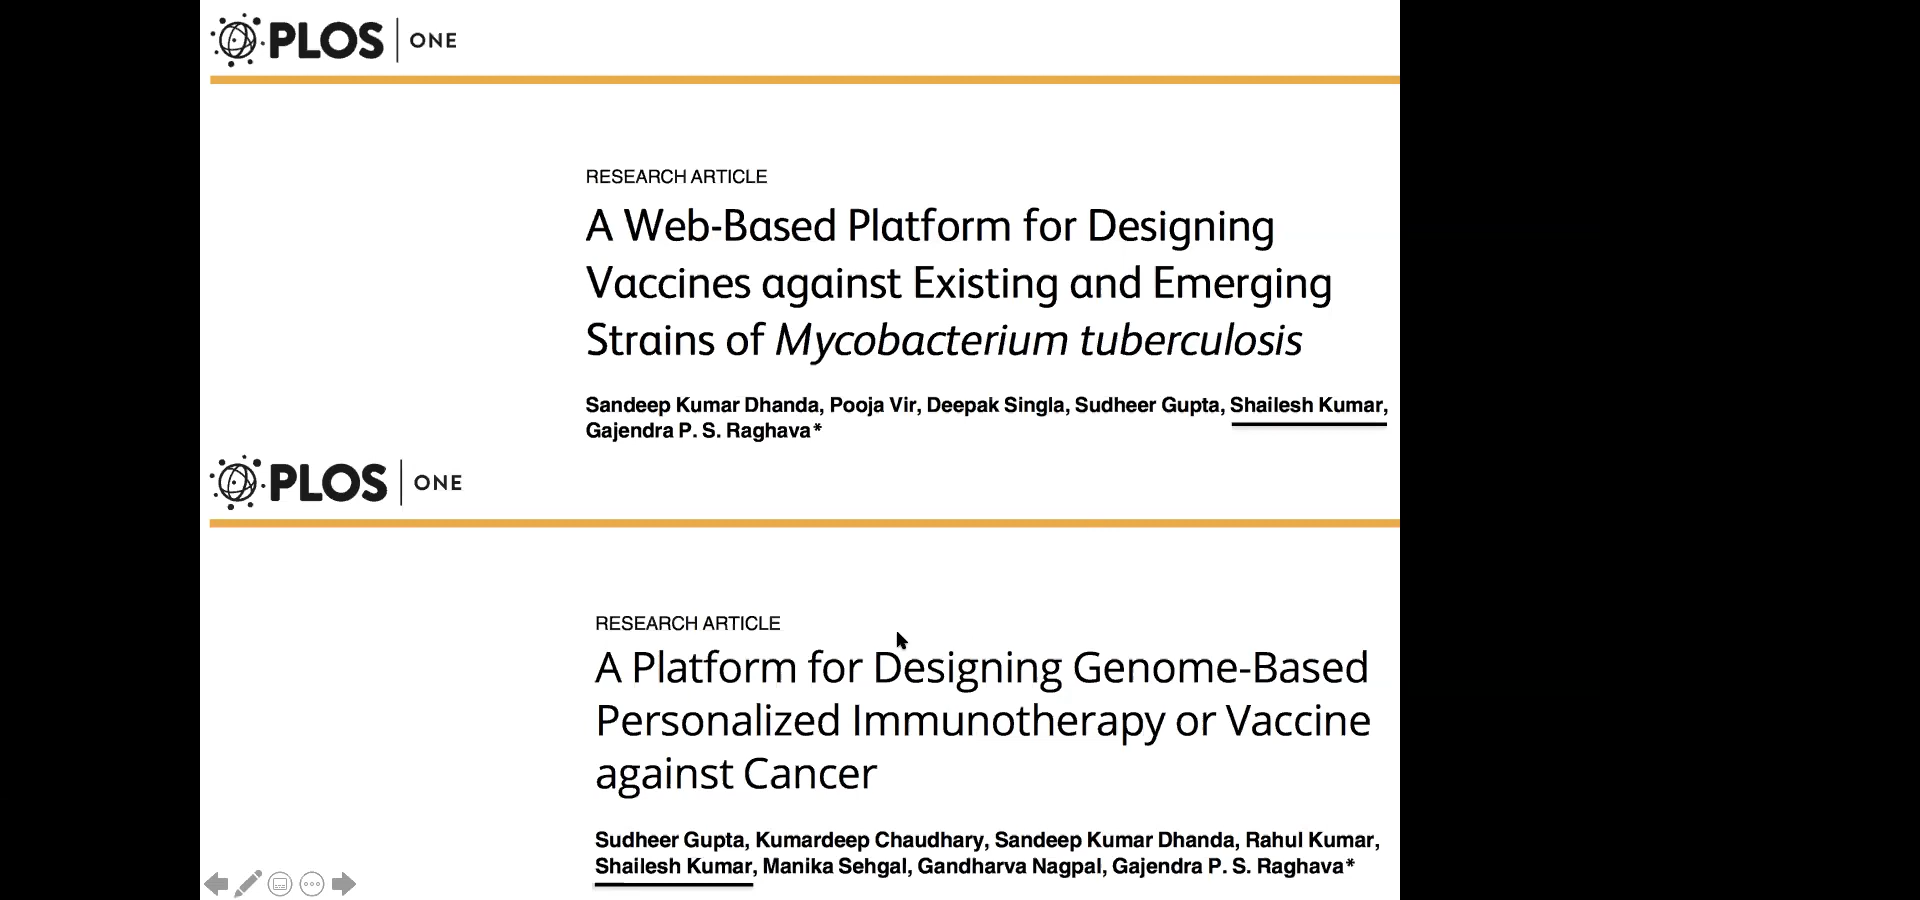 PLOS | ONE
RESEARCH ARTICLE
A Web-Based Platform for Designing
Vaccines against Existing and Emerging
Strains of Mycobacterium tuberculosis
Sandeep Kumar Dhanda, Pooja Vir, Deepak Singla, Sudheer Gupta, Shailesh Kumar,
Gajendra P. S. Raghava*
PLOS | ONE
RESEARCH ARTICLE
A Platform for Designing Genome-Based
Personalized Immunotherapy or Vaccine
against Cancer
Sudheer Gupta, Kumardeep Chaudhary, Sandeep Kumar Dhanda, Rahul Kumar,
Shailesh Kumar, Manika Sehgal, Gandharva Nagpal, Gajendra P. S. Raghava*